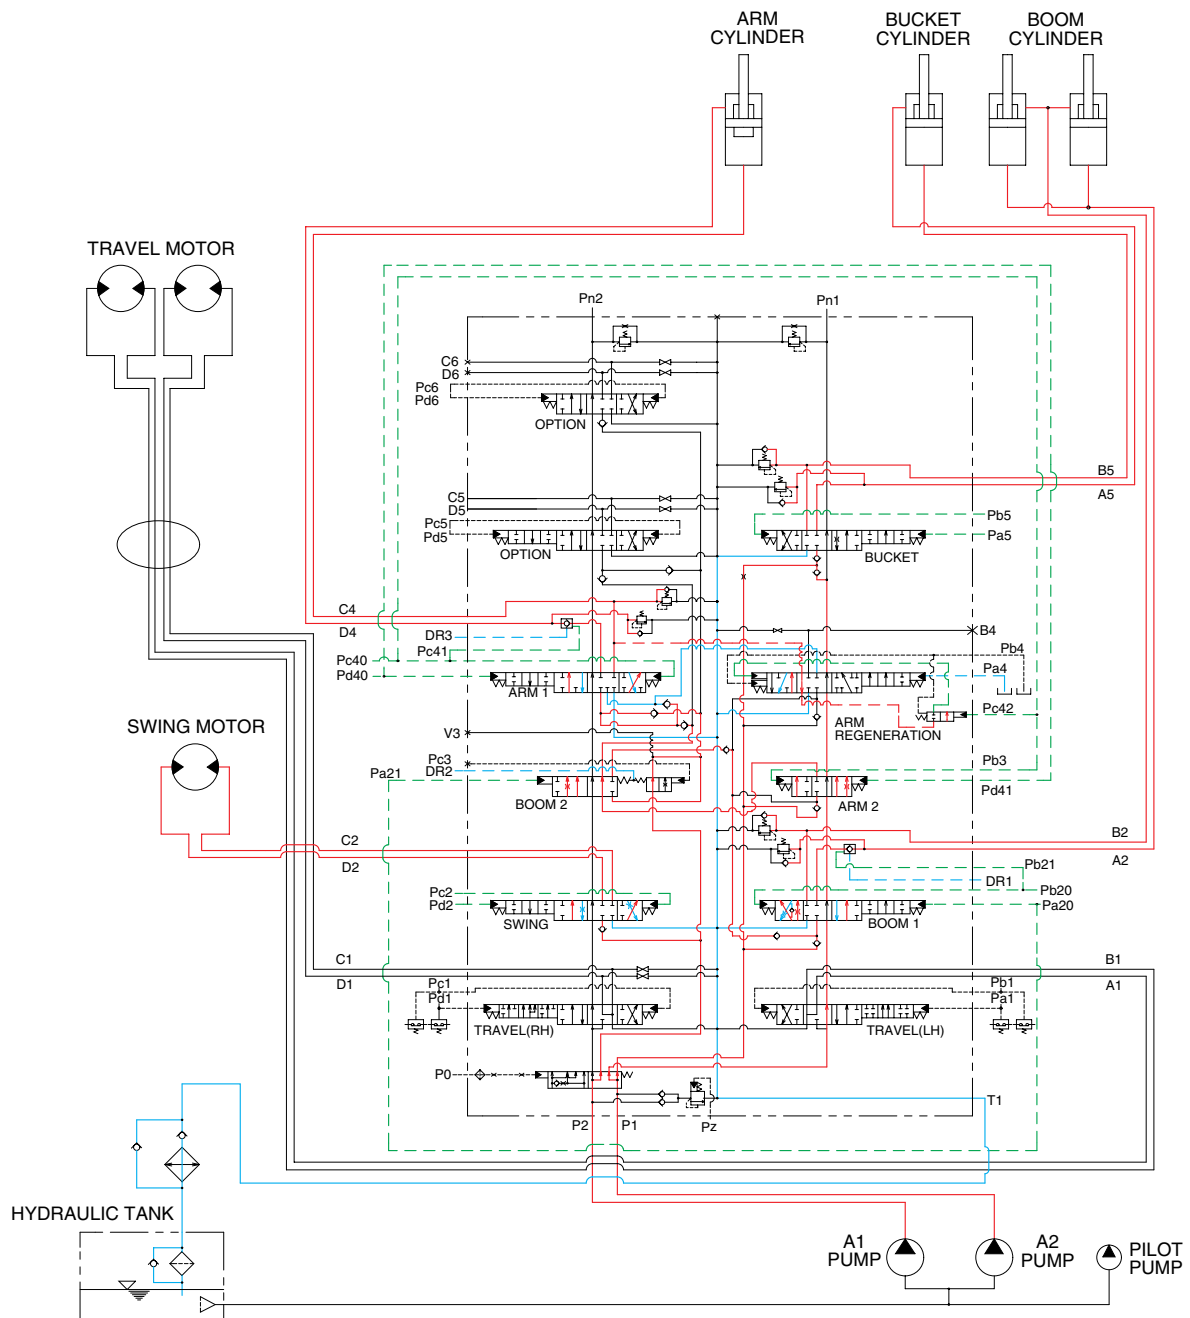 ARM
CYLINDER
BUCKET
CYLINDER
BOOM
CYLINDER
TRAVEL MOTOR
Pn2
Pn1
C6
D6
Pc6
Pd6
OPTION
B5
A5
C5
D5
Pc5
Pd5
OPTION
Pb5
Pa5
BUCKET
C4
D4
DR3
Pc41
Pc40
Pd40
ARM 1
B4
Pb4
Pa4
Pc42
ARM
REGENERATION
SWING MOTOR
V3
Pc3
DR2
Pa21
BOOM 2
Pb3
Pd41
ARM 2
B2
A2
C2
D2
Pb21
DR1
Pb20
Pa20
Pc2
Pd2
SWING
BOOM 1
C1
D1
B1
A1
Pc1
Pd1
Pb1
Pa1
TRAVEL(RH)
TRAVEL(LH)
P0
T1
P2
P1
Pz
HYDRAULIC TANK
A1
PUMP
A2
PUMP
PILOT
PUMP